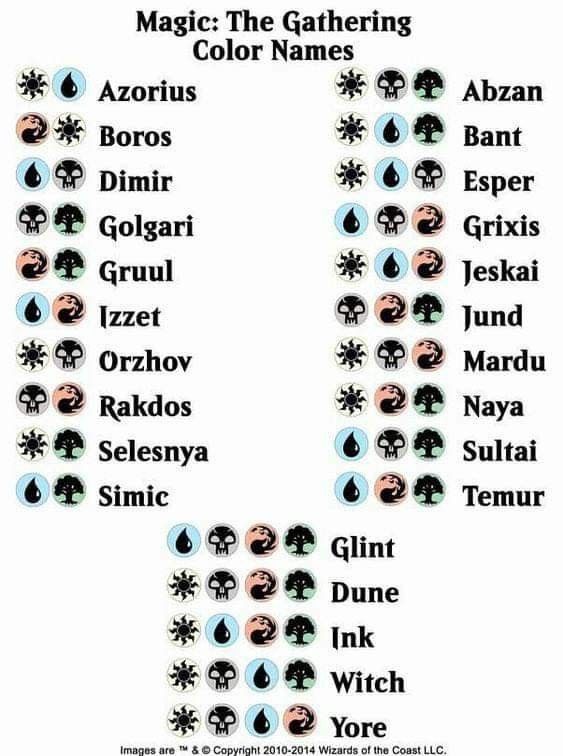 Magic: The Gathering
Color Names
Azorius
Boros
Dimir
Golgari
Gruul
Izzet
Orzhov
Rakdos
Selesnya
Simic
Abzan
Bant
Esper
Grixis
Jeskai
Jund
Mardu
Naya
Sultai
Temur
Glint
Dune
Ink
Witch
Yore
Images are ™ & © Copyright 2010-2014 Wizards of the Coast LLC.